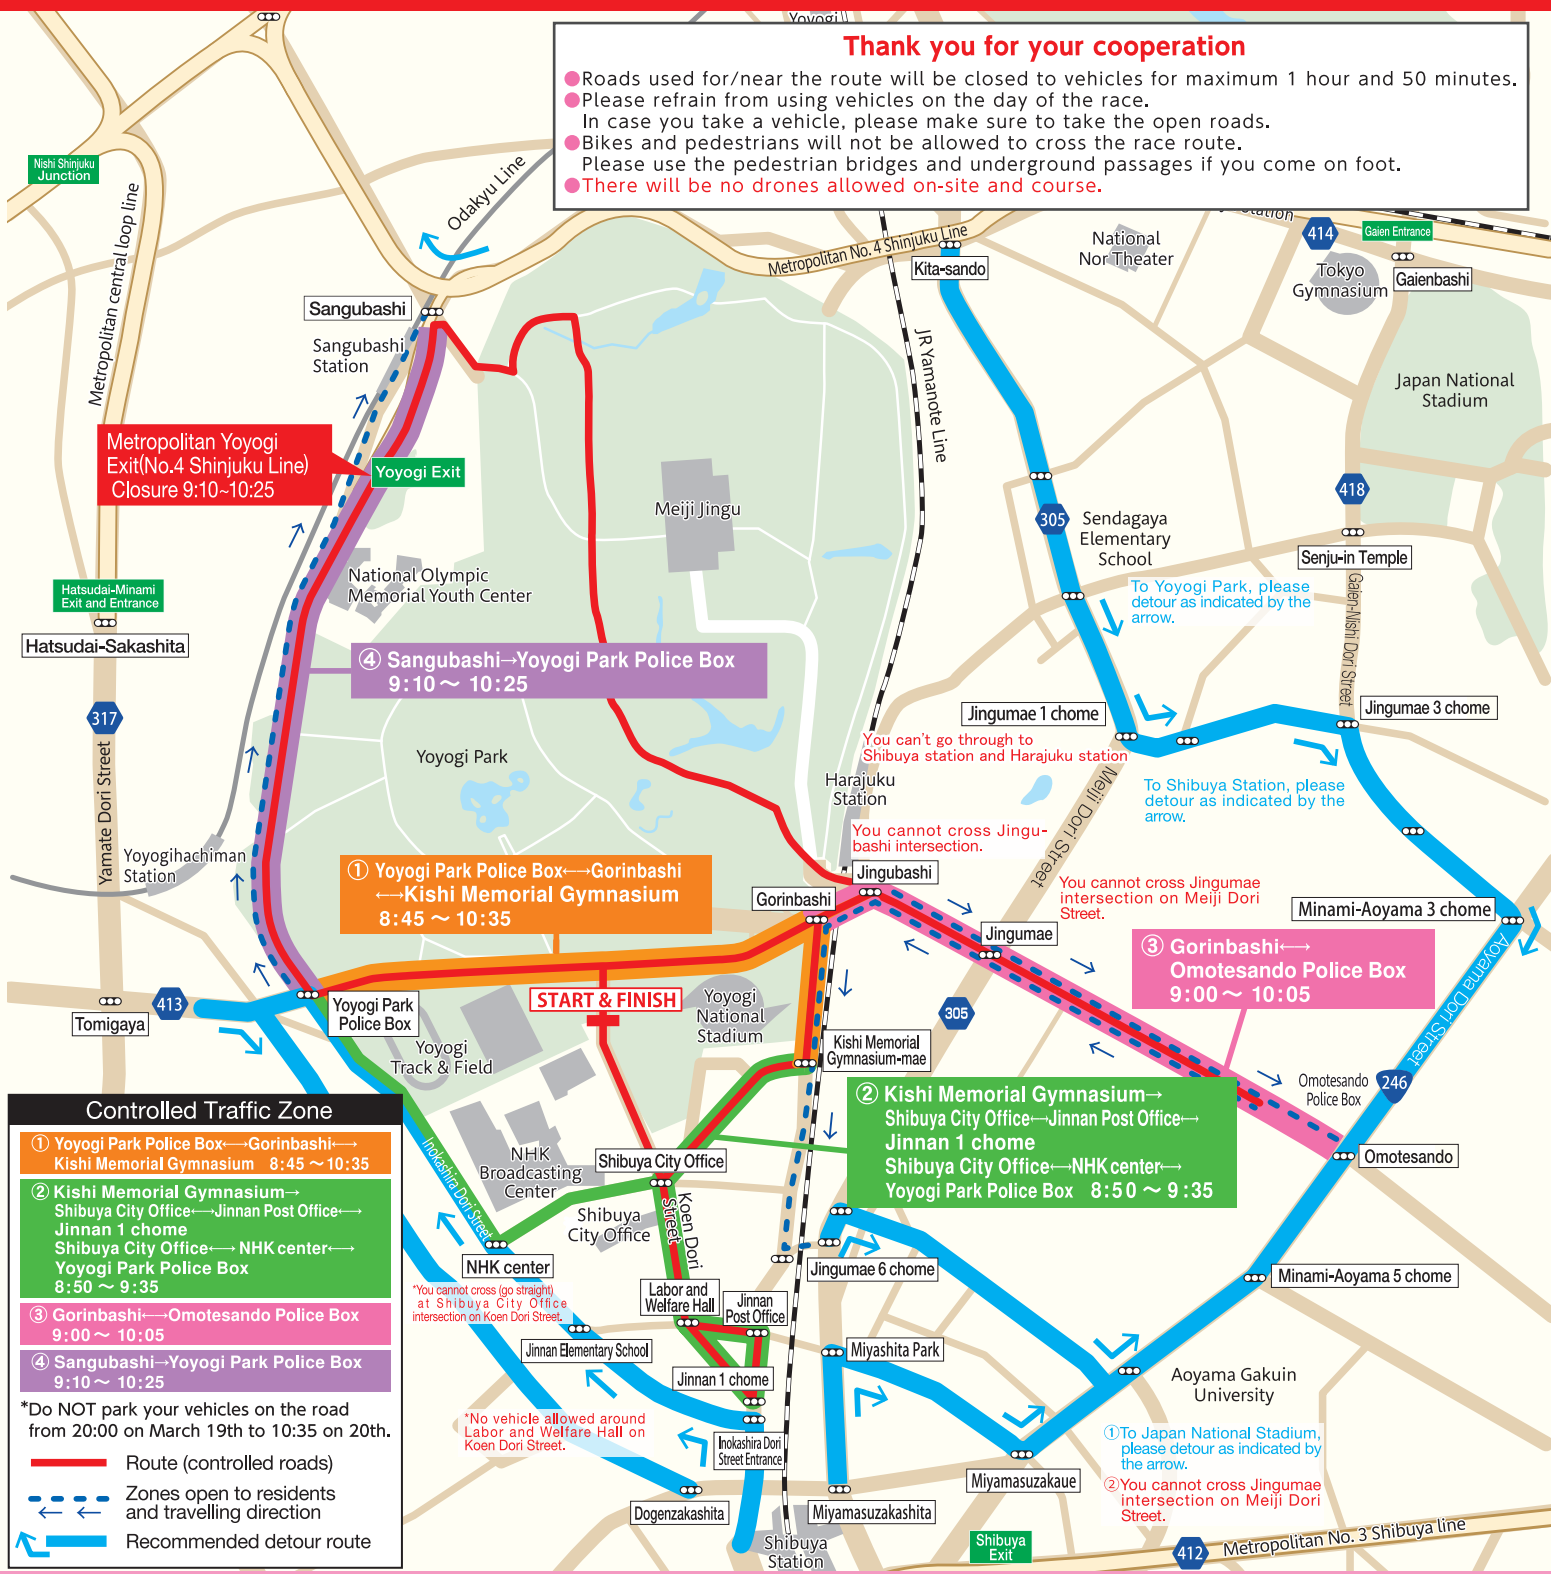 Yoyogi
Thank you for your cooperation
●Roads used for/near the route will be closed to vehicles for maximum 1 hour and 50 minutes.
●Please refrain from using vehicles on the day of the race.
In case you take a vehicle, please make sure to take the open roads.
●Bikes and pedestrians will not be allowed to cross the race route.
Please use the pedestrian bridges and underground passages if you come on foot.
●There will be no drones allowed on-site and course.
Nishi Shinjuku
Junction
Metropolitan central loop line
Odakyu Line
Metropolitan No. 4 Shinjuku Line
Station
Kita-sando
National
Nor Theater
414
Gaien Entrance
Tokyo
Gymnasium
Gaienbashi
Sangubashi
Sangubashi
Station
JR Yamanote Line
Japan National
Stadium
Metropolitan Yoyogi
Exit(No.4 Shinjuku Line)
Closure 9:10~10:25
Yoyogi Exit
Meiji Jingu
418
305
Sendagaya
Elementary
School
Senju-in Temple
National Olympic
Memorial Youth Center
Hatsudai-Minami
Exit and Entrance
Hatsudai-Sakashita
To Yoyogi Park, please
detour as indicated by the
arrow.
Gaien-Nishi Dori Street
④ Sangubashi→Yoyogi Park Police Box
9:10～ 10:25
317
Yamate Dori Street
Jingumae 1 chome
Jingumae 3 chome
You can't go through to
Shibuya station and Harajuku station
Yoyogi Park
Harajuku
Station
Meiji Dori Street
To Shibuya Station, please
detour as indicated by the
arrow.
You cannot cross Jingu-
bashi intersection.
Yoyogihachiman
Station
① Yoyogi Park Police Box←→Gorinbashi
←→Kishi Memorial Gymnasium
8:45 ～ 10:35
Jingubashi
Gorinbashi
You cannot cross Jingumae
intersection on Meiji Dori
Street.
Minami-Aoyama 3 chome
Jingumae
③ Gorinbashi←→
Omotesando Police Box
9:00～ 10:05
Aoyama Dori Street
413
Tomigaya
Yoyogi Park
Police Box
START & FINISH
Yoyogi
National
Stadium
305
Yoyogi
Track & Field
Kishi Memorial
Gymnasium-mae
Omotesando
Police Box
246
② Kishi Memorial Gymnasium→
Shibuya City Office←→Jinnan Post Office←→
Jinnan 1 chome
Shibuya City Office←→NHK center←→
Yoyogi Park Police Box 8:50 ～ 9:35
Controlled Traffic Zone
① Yoyogi Park Police Box←→Gorinbashi←→
Kishi Memorial Gymnasium 8:45 ～10:35
② Kishi Memorial Gymnasium→
Shibuya City Office←→Jinnan Post Office←→
Jinnan 1 chome
Shibuya City Office←→ NHK center←→
Yoyogi Park Police Box
8:50 ～ 9:35
③ Gorinbashi←→Omotesando Police Box
9:00～ 10:05
④ Sangubashi→Yoyogi Park Police Box
9:10～ 10:25
*Do NOT park your vehicles on the road
from 20:00 on March 19th to 10:35 on 20th.
Route (controlled roads)
Zones open to residents
and travelling direction
Recommended detour route
Inokashira Dori Street
NHK
Broadcasting
Center
Shibuya City Office
Omotesando
Koen Dori
Street
Shibuya
City Office
NHK center
Jingumae 6 chome
Minami-Aoyama 5 chome
*You cannot cross (go straight)
at Shibuya City Office
intersection on Koen Dori Street.
Labor and
Welfare Hall
Jinnan
Post Office
Jinnan Elementary School
Miyashita Park
Jinnan 1 chome
Aoyama Gakuin
University
*No vehicle allowed around
Labor and Welfare Hall on
Koen Dori Street.
Inokashira Dori
Street Entrance
①To Japan National Stadium,
please detour as indicated by
the arrow.
②You cannot cross Jingumae
intersection on Meiji Dori
Street.
Miyamasuzakaue
Dogenzakashita
Miyamasuzakashita
Shibuya
Station
Shibuya
Exit
412
Metropolitan No. 3 Shibuya line